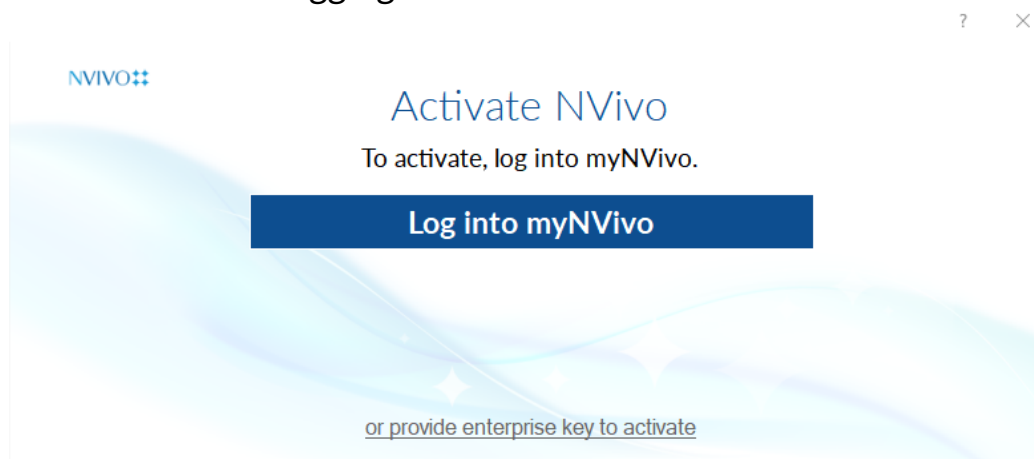 ?
NVIVO
Activate NVivo
To activate, log into myNVivo.
Log into myNVivo
or provide enterprise key to activate